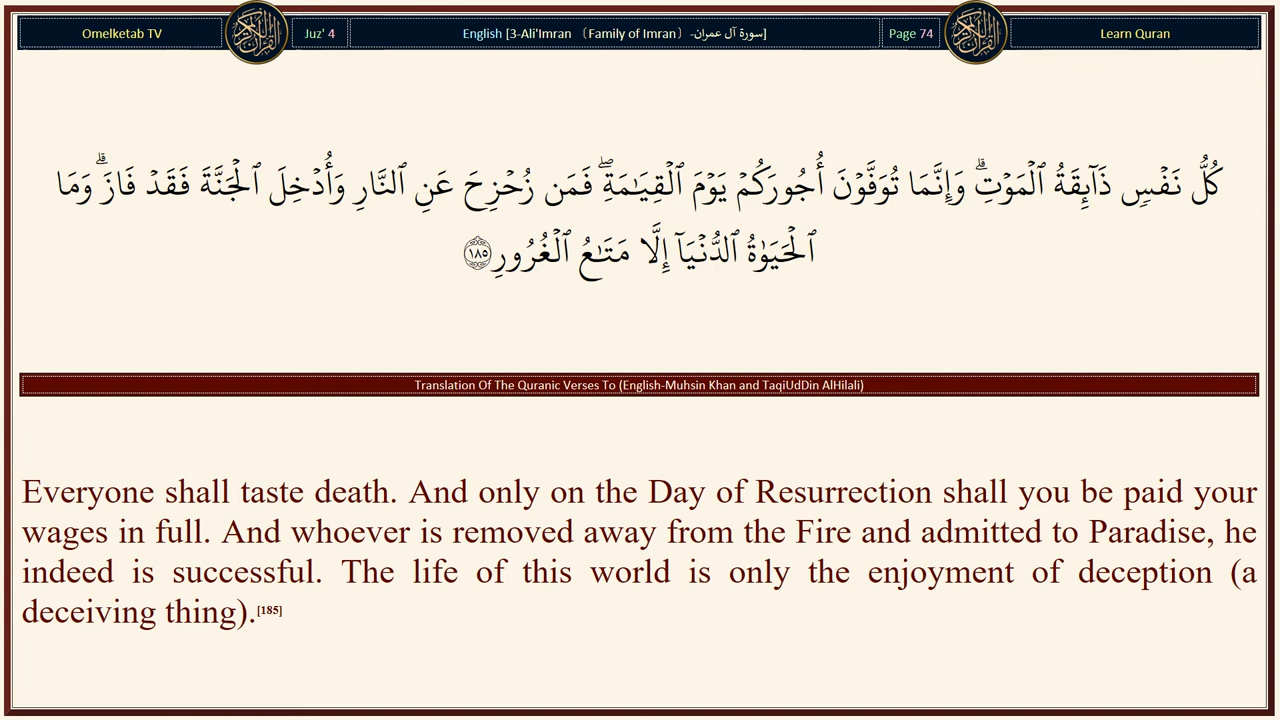 Omelketab TV
Juz' 4
English [3-Ali'Imran （Family of Imran）-سورة آل عمران]
Page 74
Learn Quran
كُلُّ نَفۡسٖ ذَآئِقَةُ ٱلۡمَوۡتِۗ وَإِنَّمَا تُوَفَّوۡنَ أُجُورَكُمۡ يَوۡمَ ٱلۡقِيَٰمَةِۖ فَمَن زُحۡزِحَ عَنِ ٱلنَّارِ وَأُدۡخِلَ ٱلۡجَنَّةَ فَقَدۡ فَازَۗ وَمَا
ٱلۡحَيَوٰةُ ٱلدُّنۡيَآ إِلَّا مَتَٰعُ ٱلۡغُرُورِ ١٨٥
Translation Of The Quranic Verses To (English-Muhsin Khan and TaqiUdDin AlHilali)
Everyone shall taste death. And only on the Day of Resurrection shall you be paid your
wages in full. And whoever is removed away from the Fire and admitted to Paradise, he
indeed is successful. The life of this world is only the enjoyment of deception (a
deceiving thing).[185]